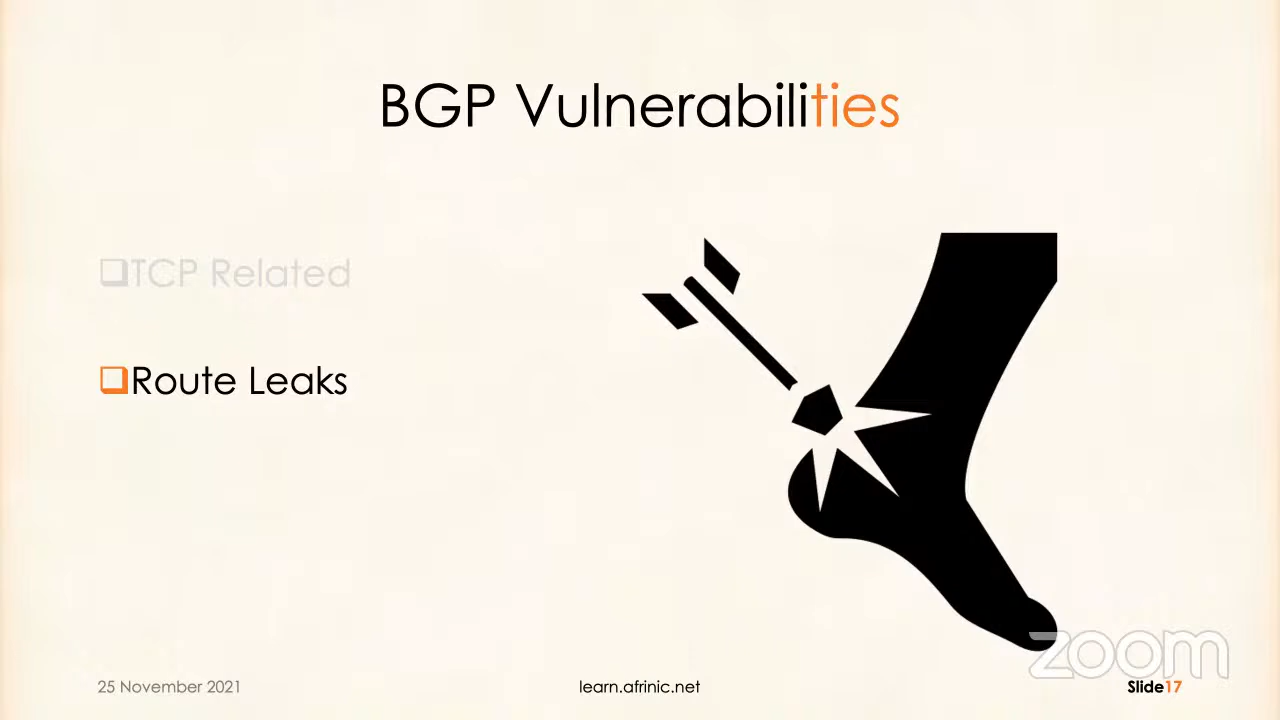 BGP Vulnerabilities
❑TCP Related
❑Route Leaks
zoom
25 November 2021
learn.afrinic.net
Slide17